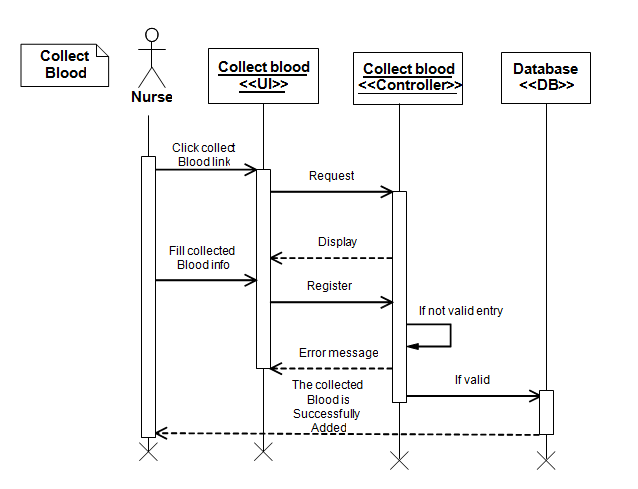 Collect
Blood
Nurse
Collect blood
<<UI>>
Collect blood
<<Controller>>
Database
<<DB>>
Click collect
Blood link
Request
Display
Fill collected
Blood info
Register
If not valid entry
Error message
If valid
The collected
Blood is
Successfully
Added